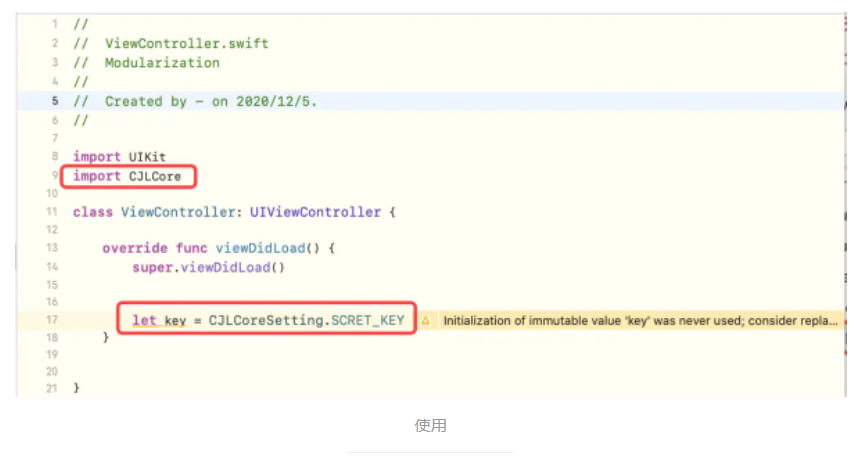 1 //
2 //  ViewController.swift
3 //  Modularization
4 //
5 //  Created by - on 2020/12/5.
6 //
7
8 import UIKit
9 import CJLCore
10
11 class ViewController: UIViewController {
12
13     override func viewDidLoad() {
14         super.viewDidLoad()
15
16
17         let key = CJLCoreSetting.SCRET_KEY Initialization of immutable value 'key' was never used; consider repla...
18     }
19
20
21 }
使用